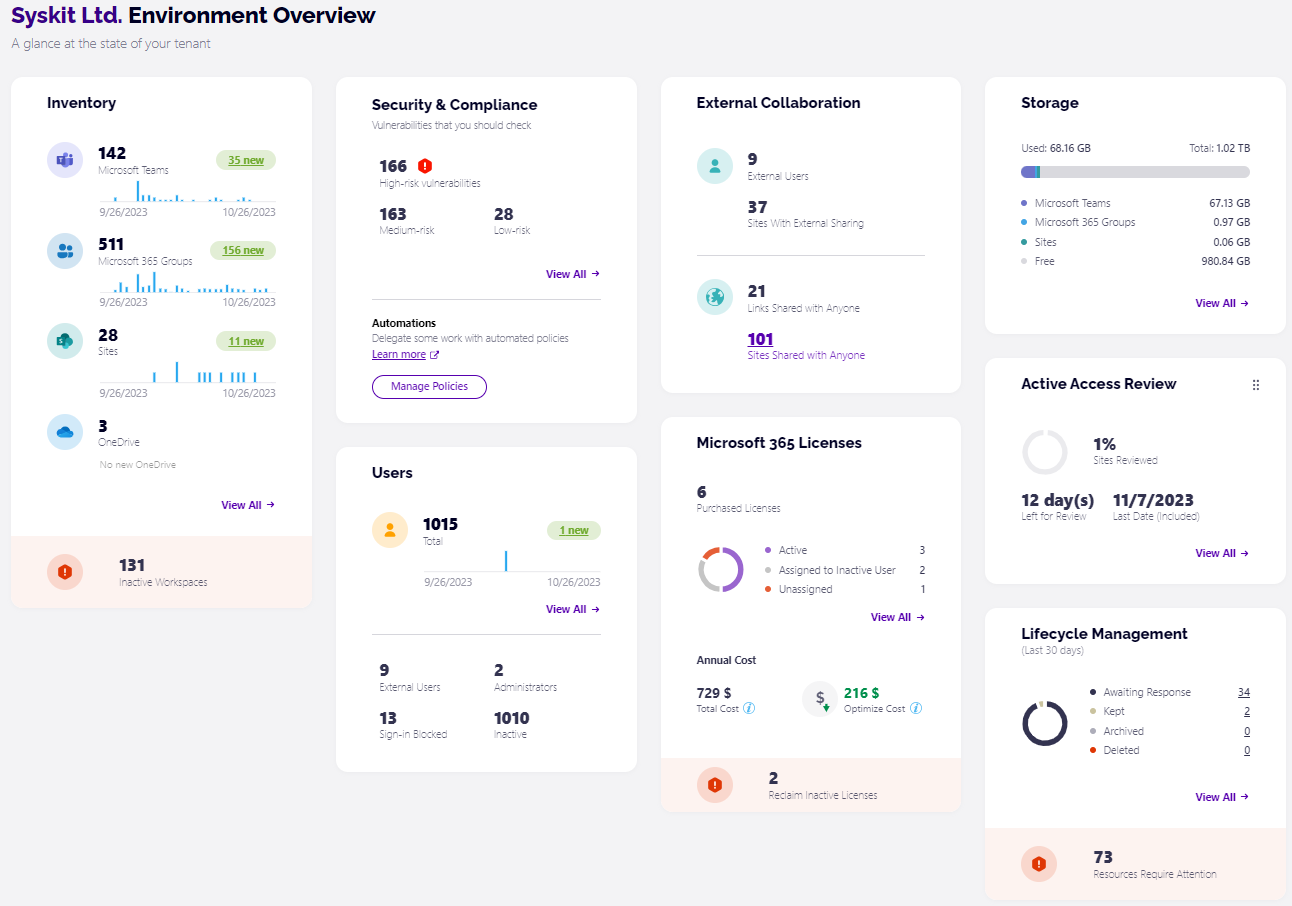 Syskit Ltd. Environment Overview
A glance at the state of your tenant
Inventory
142
Microsoft Teams
35 new
9/26/2023 10/26/2023
511
Microsoft 365 Groups
156 new
9/26/2023 10/26/2023
28
Sites
11 new
9/26/2023 10/26/2023
3
OneDrive
No new OneDrive
View All →
131
Inactive Workspaces
Security & Compliance
Vulnerabilities that you should check
166
High-risk vulnerabilities
163 28
Medium-risk Low-risk
View All →
Automations
Delegate some work with automated policies
Learn more
Manage Policies
Users
1015
Total
1 new
9/26/2023 10/26/2023
View All →
9 2
External Users Administrators
13 1010
Sign-in Blocked Inactive
External Collaboration
9
External Users
37
Sites With External Sharing
21
Links Shared with Anyone
101
Sites Shared with Anyone
Microsoft 365 Licenses
6
Purchased Licenses
Active 3
Assigned to Inactive User 2
Unassigned 1
View All →
Annual Cost
729 $ $ 216 $
Total Cost i Optimize Cost i
2
Reclaim Inactive Licenses
Storage
Used: 68.16 GB Total: 1.02 TB
Microsoft Teams 67.13 GB
Microsoft 365 Groups 0.97 GB
Sites 0.06 GB
Free 980.84 GB
View All →
Active Access Review
1%
Sites Reviewed
12 day(s) 11/7/2023
Left for Review Last Date (Included)
View All →
Lifecycle Management
(Last 30 days)
Awaiting Response 34
Kept 2
Archived 0
Deleted 0
View All →
73
Resources Require Attention